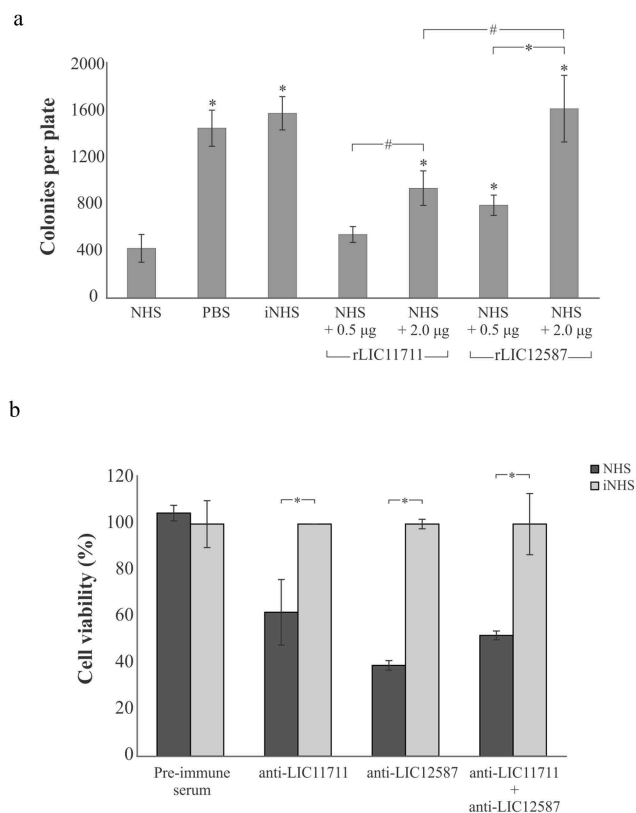 a
#
*
* * * * * *
#
Colonies per plate
2000
1600
1200
800
400
0
NHS PBS iNHS NHS NHS NHS NHS
+ 0.5 μg + 2.0 μg + 0.5 μg + 2.0 μg
rLIC11711 rLIC12587
b
NHS
iNHS
* * *
Cell viability (%)
120
100
80
60
40
20
0
Pre-immune anti-LIC11711 anti-LIC12587 anti-LIC11711
serum +
anti-LIC12587